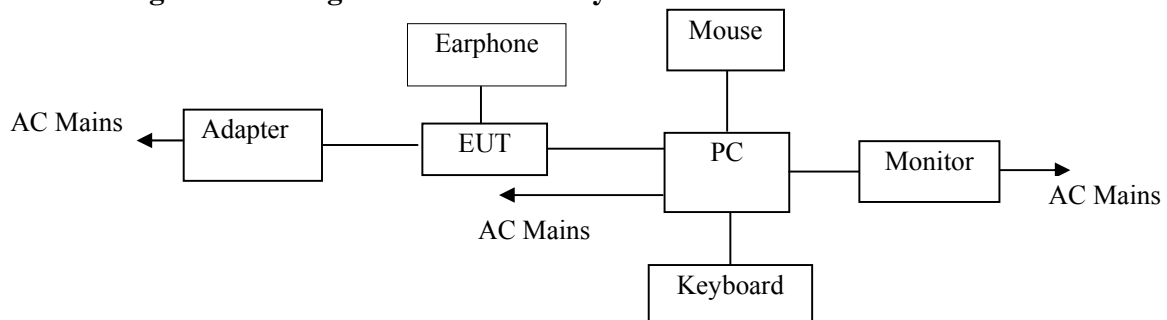 Mouse
Earphone
AC Mains
Adapter
EUT
PC
Monitor
AC Mains
AC Mains
Keyboard